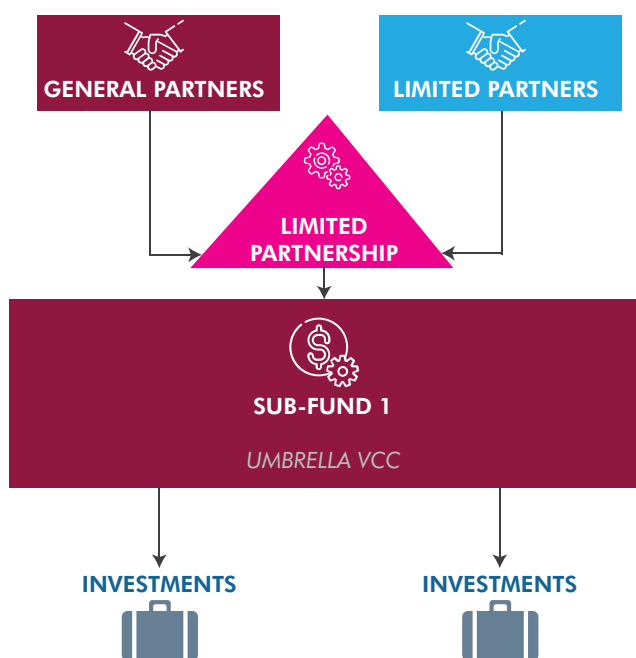 GENERAL PARTNERS
LIMITED PARTNERS
LIMITED
PARTNERSHIP
$
SUB-FUND 1
UMBRELLA VCC
INVESTMENTS
INVESTMENTS